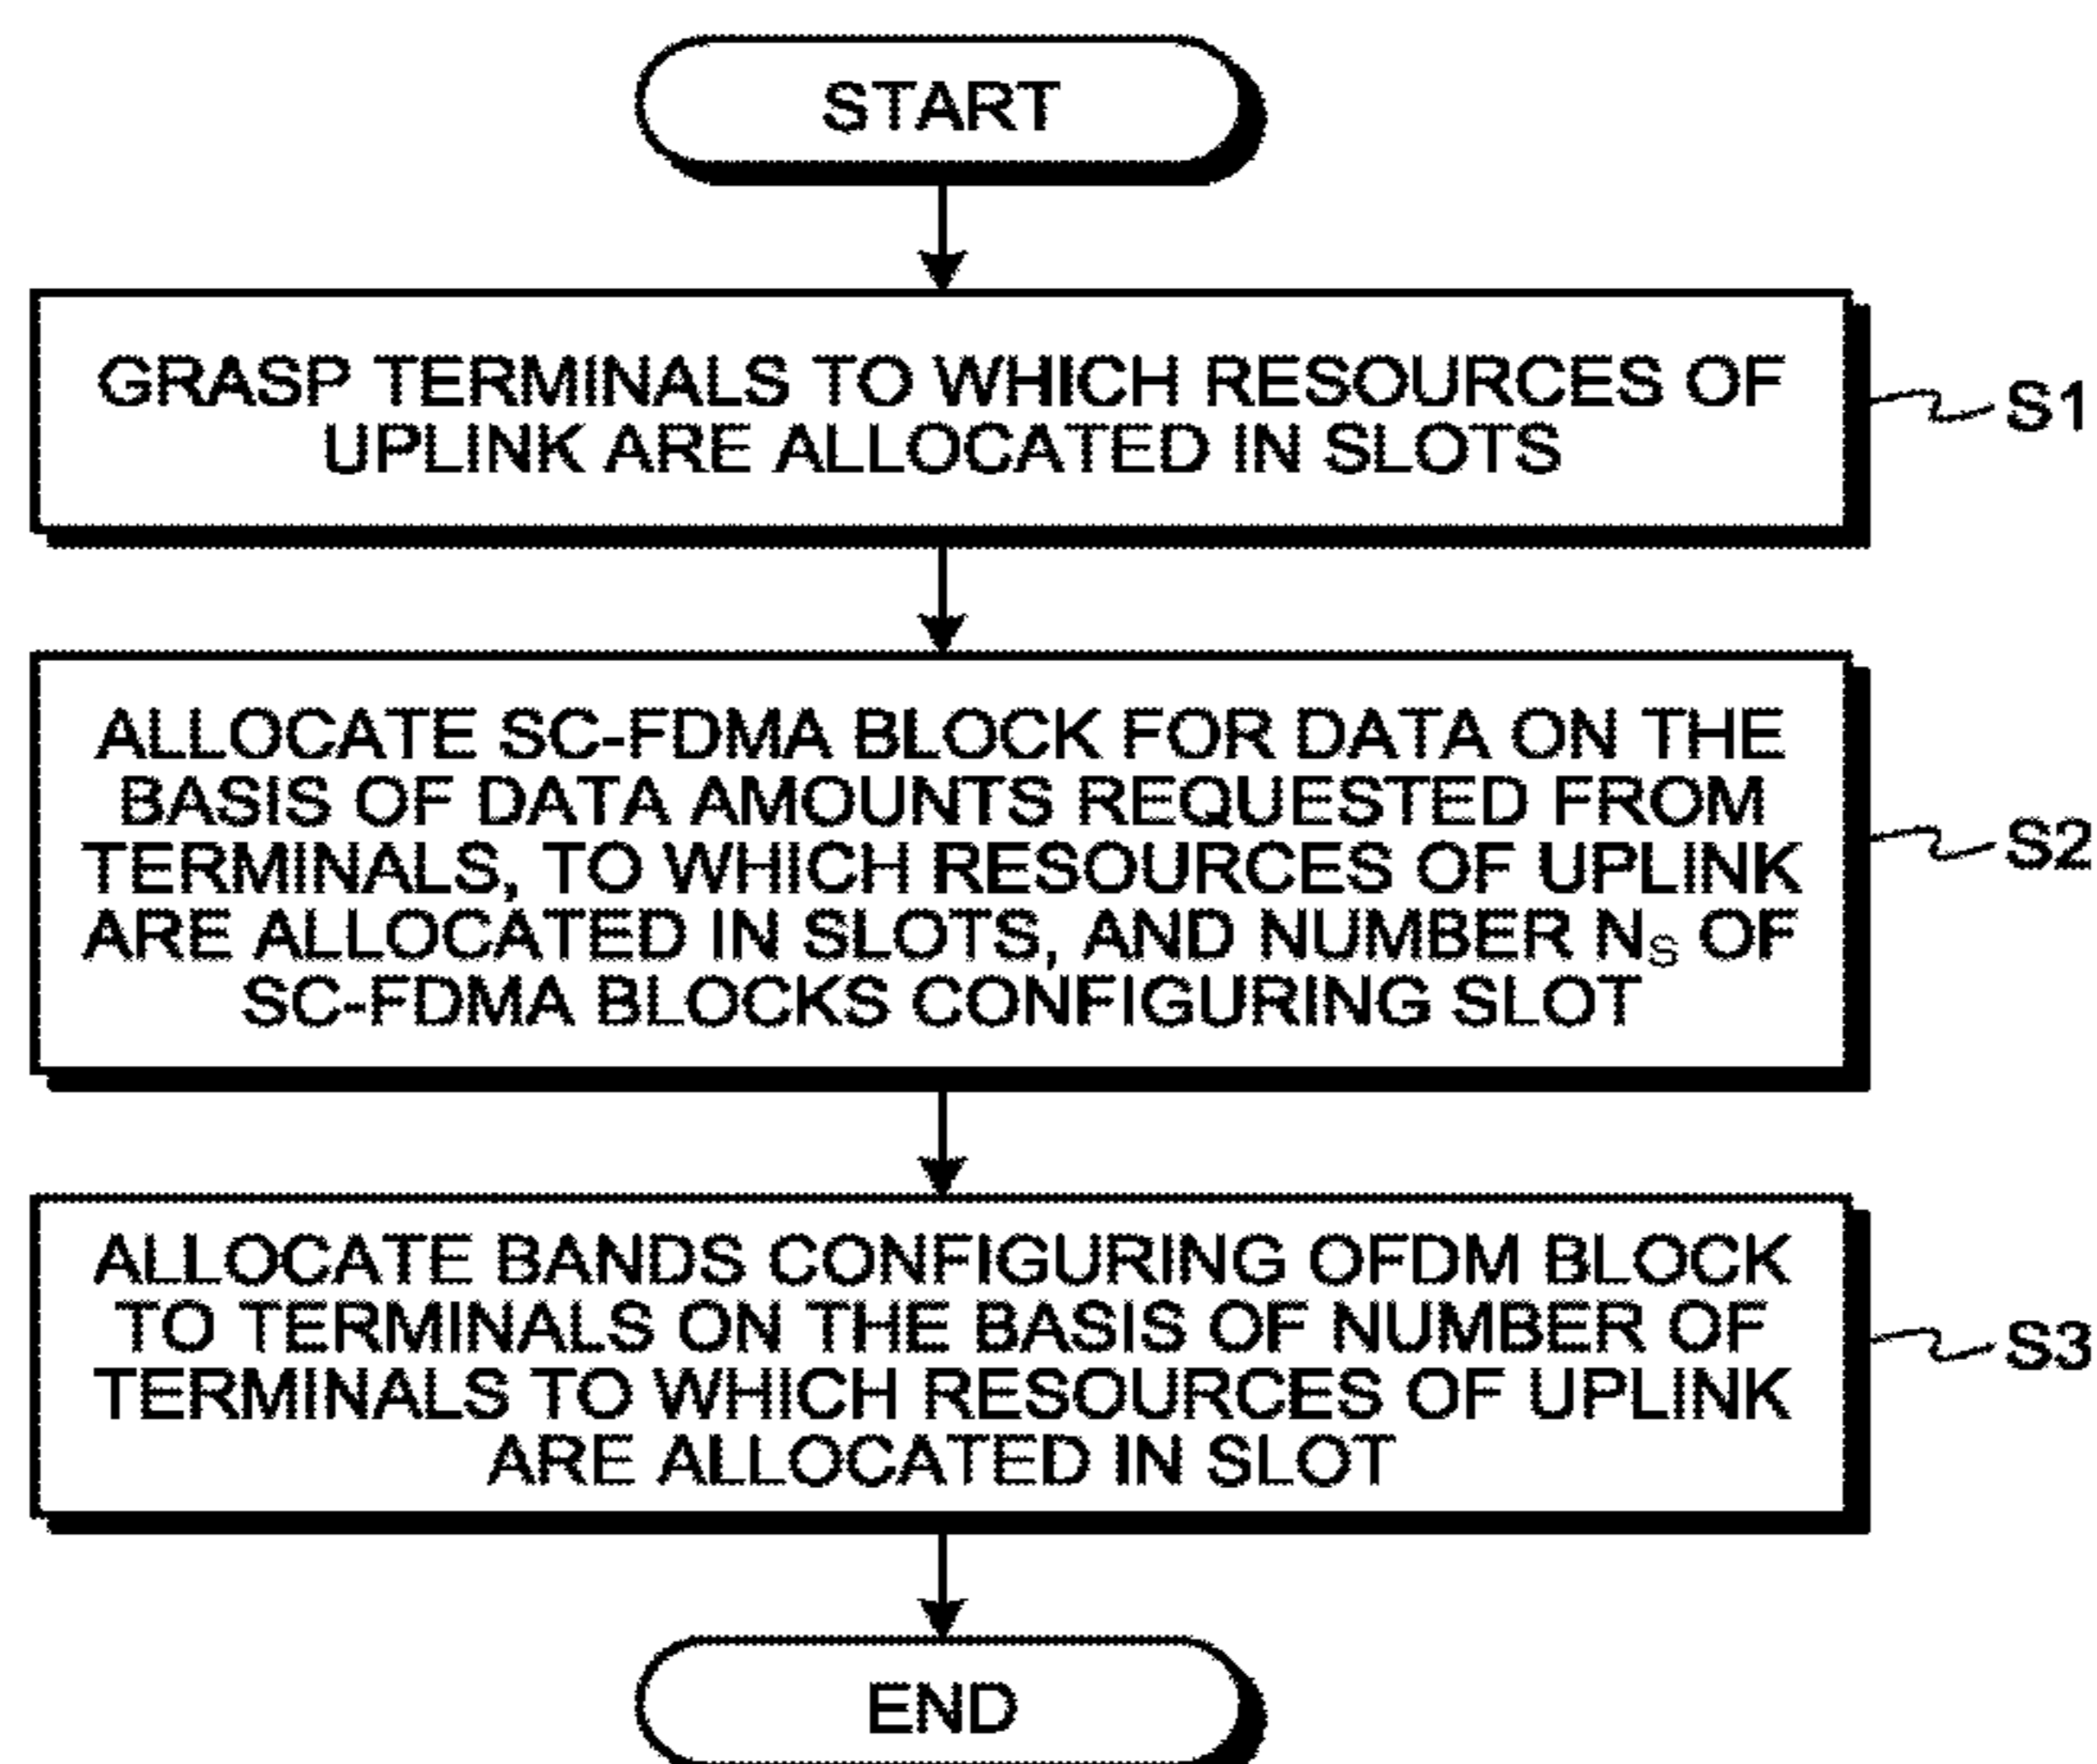 START
GRASP TERMINALS TO WHICH RESOURCES OF
UPLINK ARE ALLOCATED IN SLOTS
S1
ALLOCATE SC-FDMA BLOCK FOR DATA ON THE
BASIS OF DATA AMOUNTS REQUESTED FROM
TERMINALS, TO WHICH RESOURCES OF UPLINK
ARE ALLOCATED IN SLOTS, AND NUMBER NS OF
SC-FDMA BLOCKS CONFIGURING SLOT
S2
ALLOCATE BANDS CONFIGURING OFDM BLOCK
TO TERMINALS ON THE BASIS OF NUMBER OF
TERMINALS TO WHICH RESOURCES OF UPLINK
ARE ALLOCATED IN SLOT
S3
END